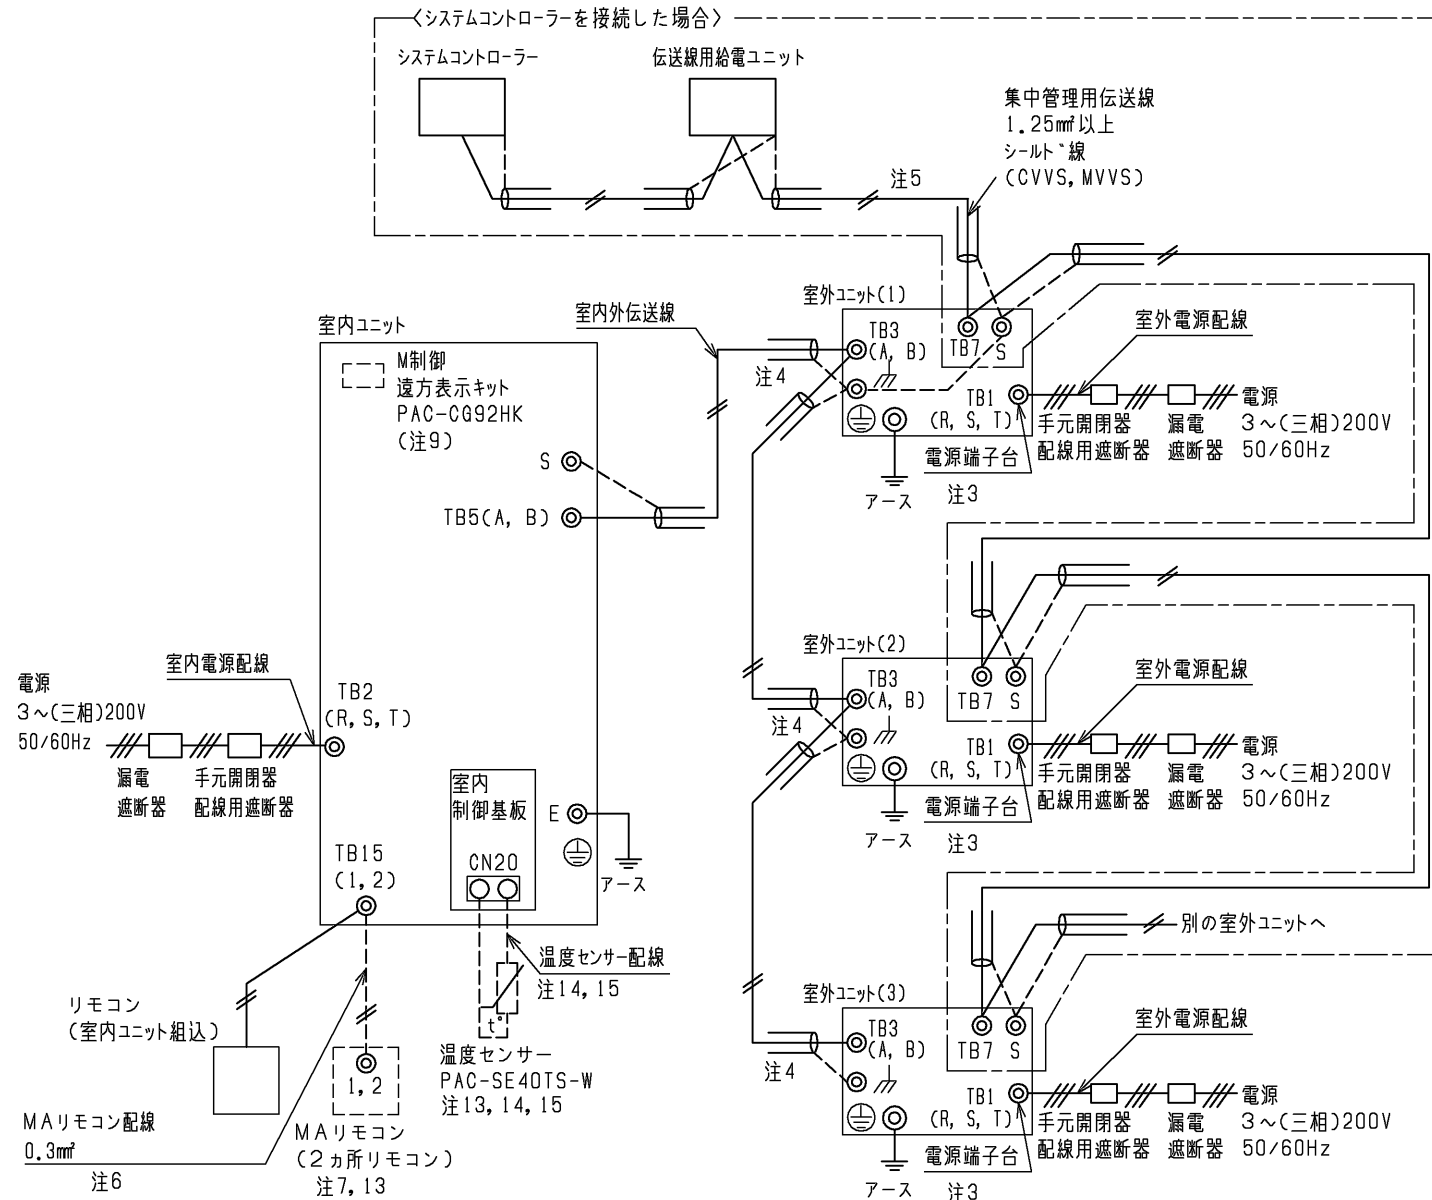 〈システムコントローラーを接続した場合〉
システムコントローラー
伝送線用給電ユニット
集中管理用伝送線
1.25㎟以上
シールド線
(CVVS, MVVS)
注5
室外ユニット(1)
TB3
(A, B)
TB7
S
TB1
(R, S, T)
電源端子台
注3
アース
注4
室外電源配線
手元開閉器
配線用遮断器
漏電
遮断器
電源
3～(三相)200V
50/60Hz
室内外伝送線
室内ユニット
M制御
遠方表示キット
PAC-CG92HK
(注9)
S
TB5(A, B)
室外ユニット(2)
TB3
(A, B)
TB7
S
TB1
(R, S, T)
電源端子台
注3
アース
注4
室外電源配線
手元開閉器
配線用遮断器
漏電
遮断器
電源
3～(三相)200V
50/60Hz
電源
3～(三相)200V
50/60Hz
室内電源配線
漏電
遮断器
手元開閉器
配線用遮断器
TB2
(R, S, T)
室内
制御基板
CN20
E
アース
TB15
(1, 2)
温度センサー配線
注14, 15
t°
温度センサー
PAC-SE40TS-W
注13, 14, 15
リモコン
(室内ユニット組込)
1, 2
MAリモコン配線
0.3㎟
注6
MAリモコン
(2ヵ所リモコン)
注7, 13
別の室外ユニットへ
室外ユニット(3)
TB3
(A, B)
TB7
S
TB1
(R, S, T)
電源端子台
注3
アース
注4
室外電源配線
手元開閉器
配線用遮断器
漏電
遮断器
電源
3～(三相)200V
50/60Hz